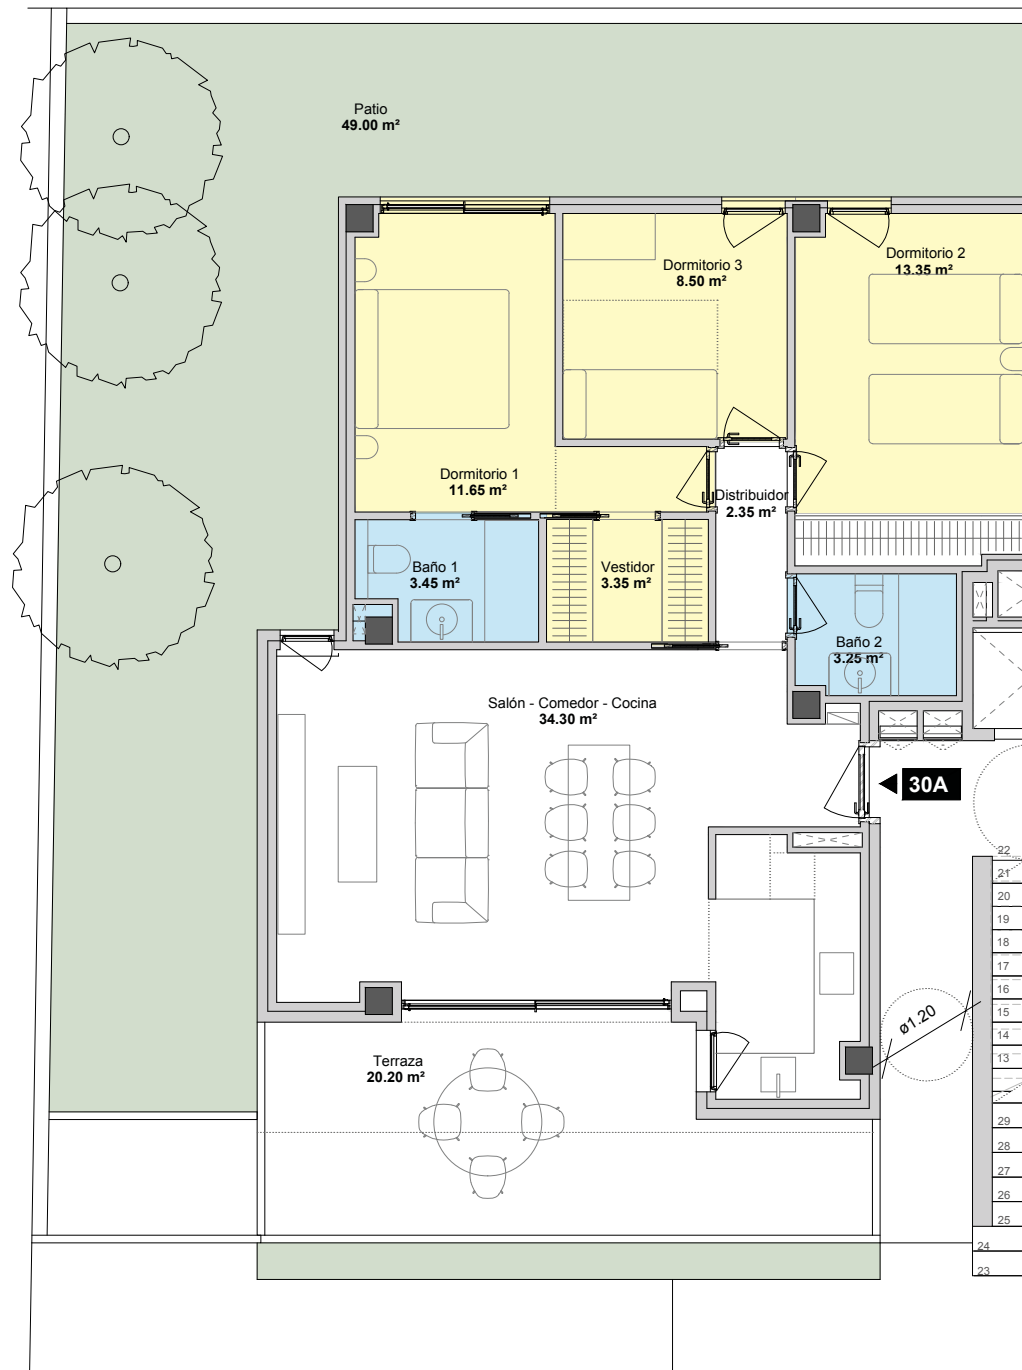 Patio
49.00 m²
Dormitorio 2
13.35 m²
Dormitorio 3
8.50 m²
Dormitorio 1
11.65 m²
Distribuidor
2.35 m²
Baño 1
3.45 m²
Vestidor
3.35 m²
Baño 2
3.25 m²
Salón - Comedor - Cocina
34.30 m²
30A
22
21
20
19
18
17
16
15
14
13
ø1.20
Terraza
20.20 m²
29
28
27
26
25
24
23